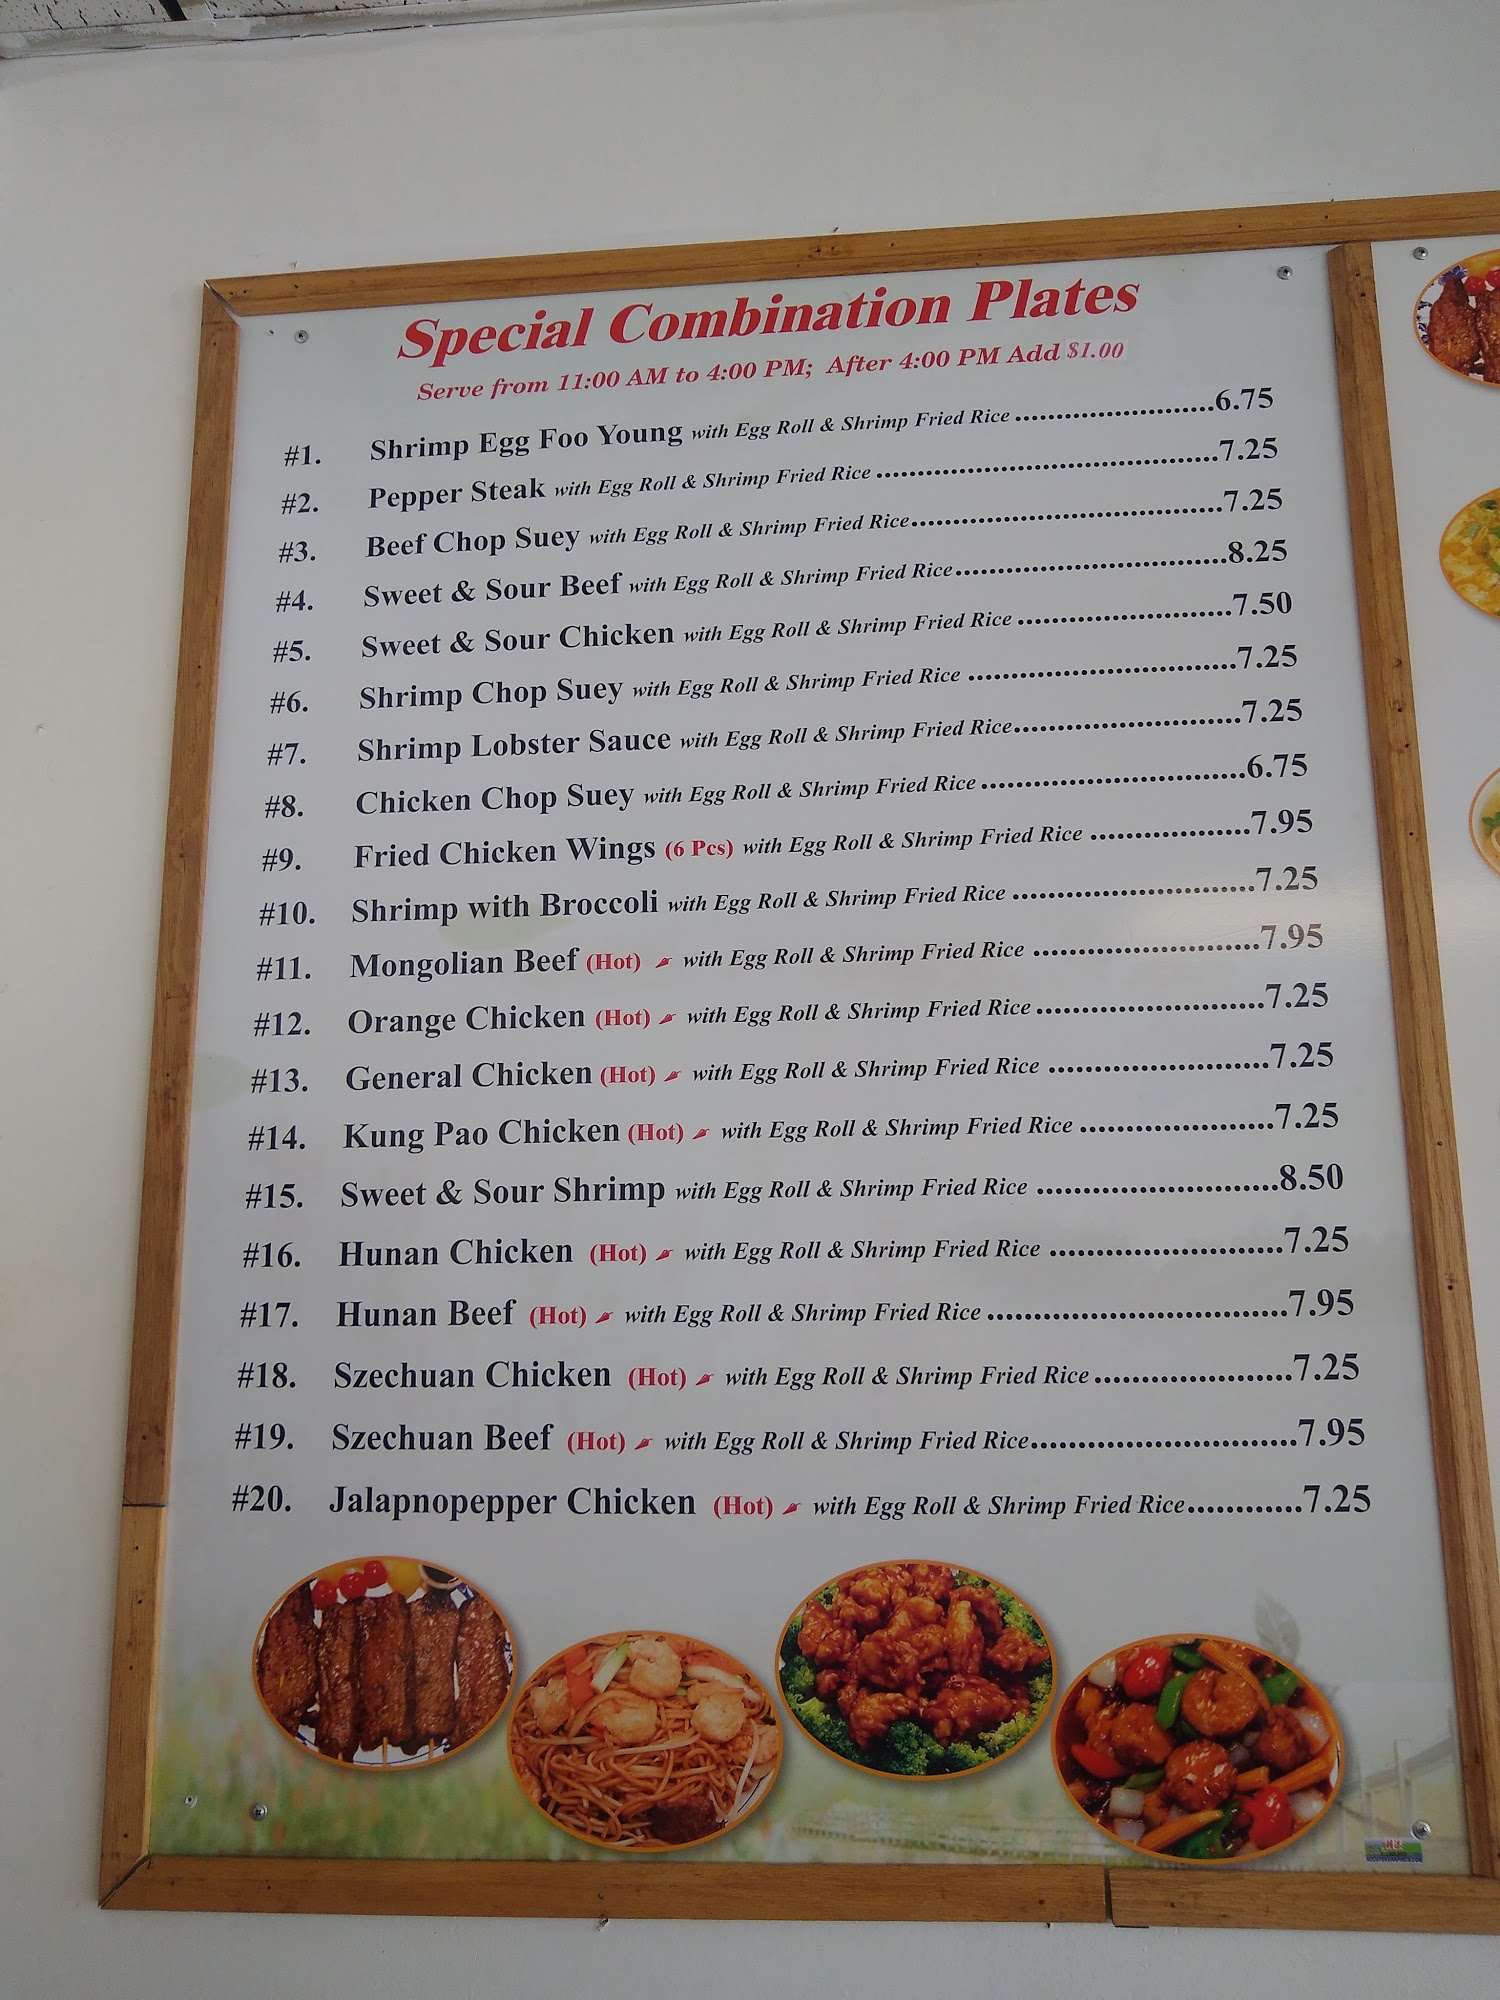 Special Combination Plates
Serve from 11:00 AM to 4:00 PM; After 4:00 PM Add $1.00
#1. Shrimp Egg Foo Young with Egg Roll & Shrimp Fried Rice ........................6.75
#2. Pepper Steak with Egg Roll & Shrimp Fried Rice .........................................7.25
#3. Beef Chop Suey with Egg Roll & Shrimp Fried Rice......................................7.25
#4. Sweet & Sour Beef with Egg Roll & Shrimp Fried Rice.................................8.25
#5. Sweet & Sour Chicken with Egg Roll & Shrimp Fried Rice ..........................7.50
#6. Shrimp Chop Suey with Egg Roll & Shrimp Fried Rice ................................7.25
#7. Shrimp Lobster Sauce with Egg Roll & Shrimp Fried Rice...........................7.25
#8. Chicken Chop Suey with Egg Roll & Shrimp Fried Rice ...............................6.75
#9. Fried Chicken Wings (6 Pcs) with Egg Roll & Shrimp Fried Rice ..................7.95
#10. Shrimp with Broccoli with Egg Roll & Shrimp Fried Rice ...........................7.25
#11. Mongolian Beef (Hot) with Egg Roll & Shrimp Fried Rice .........................7.95
#12. Orange Chicken (Hot) with Egg Roll & Shrimp Fried Rice .........................7.25
#13. General Chicken (Hot) with Egg Roll & Shrimp Fried Rice ........................7.25
#14. Kung Pao Chicken (Hot) with Egg Roll & Shrimp Fried Rice .....................7.25
#15. Sweet & Sour Shrimp with Egg Roll & Shrimp Fried Rice ..........................8.50
#16. Hunan Chicken (Hot) with Egg Roll & Shrimp Fried Rice .........................7.25
#17. Hunan Beef (Hot) with Egg Roll & Shrimp Fried Rice ................................7.95
#18. Szechuan Chicken (Hot) with Egg Roll & Shrimp Fried Rice .....................7.25
#19. Szechuan Beef (Hot) with Egg Roll & Shrimp Fried Rice............................7.95
#20. Jalapnopepper Chicken (Hot) with Egg Roll & Shrimp Fried Rice............7.25